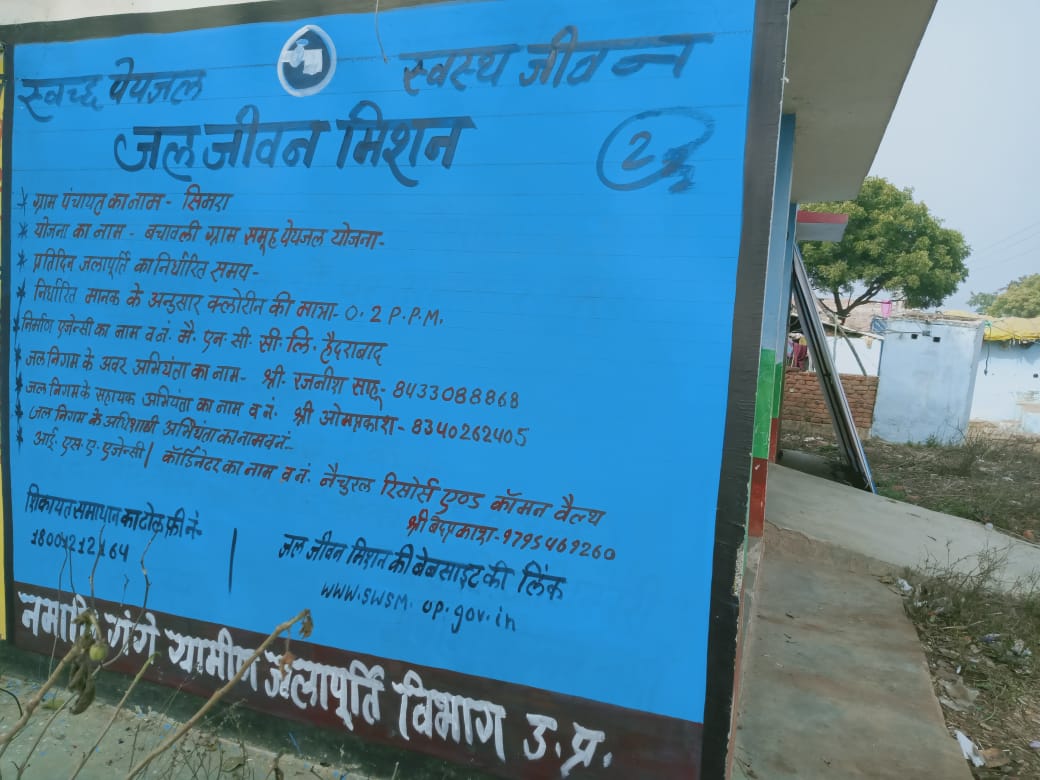 स्वच्छ पेयजल स्वस्थ जीवन
जल जीवन मिशन 2
* ग्राम पंचायत का नाम - सिमरा
* योजना का नाम - बचावली ग्राम समूह पेयजल योजना-
* प्रतिदिन जलापूर्ति का निर्धारित समय-
* निर्धारित मानक के अनुसार क्लोरीन की मात्रा- 0.2 P.P.M.
* निर्माण एजेन्सी का नाम व नं. मै. एन. सी. सी. लि. हैदराबाद
* जल निगम के अवर अभियंता का नाम- श्री. रजनीश साहू- 8433088868
* जल निगम के सहायक अभियंता का नाम व नं. श्री ओमप्रकाश- 8340262405
* जल निगम के अधिशाषी अभियंता का नाम व नं.-
* आई. एस. ए. एजेन्सी / कॉर्डिनेटर का नाम व नं. नैचुरल रिसोर्स एण्ड कॉमन वैल्थ
श्री वेदप्रकाश-9795469260
शिकायत समाधान का टोल फ्री नं-
18001212164
जल जीवन मिशन की बेबसाइट की लिंक
www.swsm.up.gov.in
नमामि गंगे ग्रामीण जलापूर्ति विभाग उ.प्र.